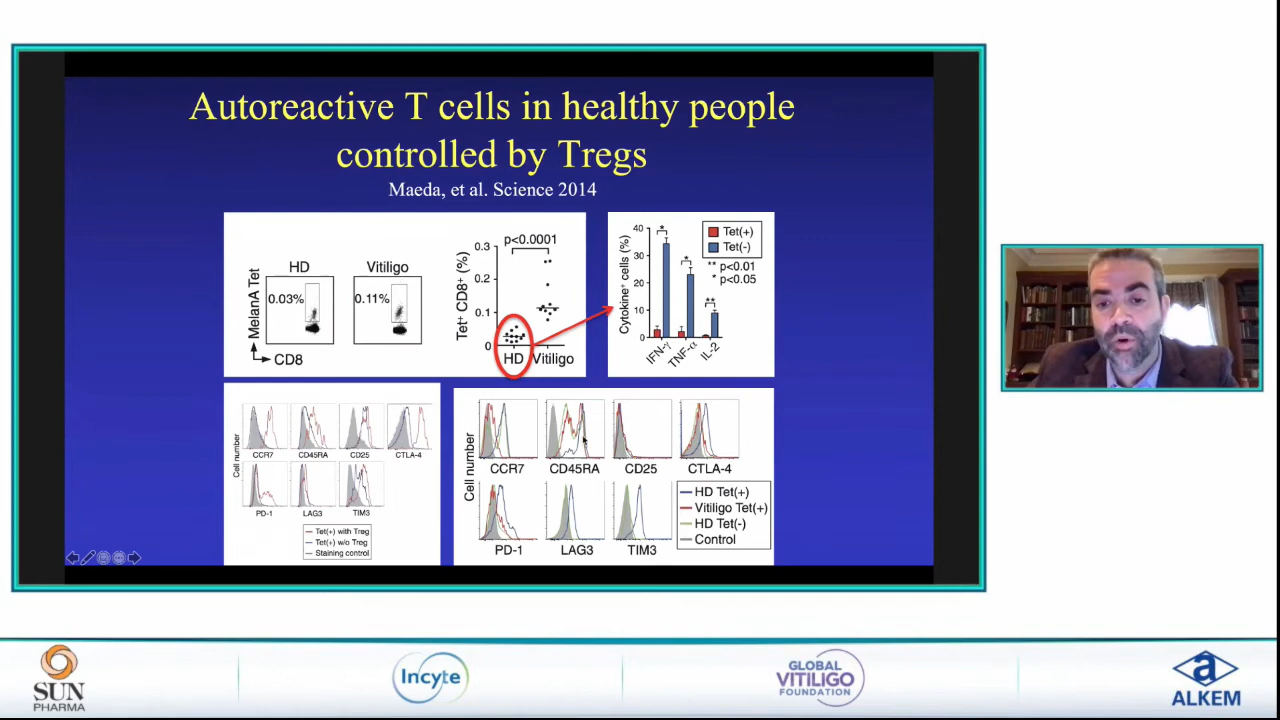 Autoreactive T cells in healthy people
controlled by Tregs
Maeda, et al. Science 2014
HD
Vitiligo
0.03%
0.11%
MelanA Tet
CD8
p<0.0001
Tet+ CD8+ (%)
0.3
0.2
0.1
0
HD
Vitiligo
Cytokine+ cells (%)
40
30
20
10
0
*
*
**
IFN-γ
TNF-α
IL-2
Tet(+)
Tet(-)
** p<0.01
* p<0.05
Cell number
CCR7
CD45RA
CD25
CTLA-4
PD-1
LAG3
TIM3
Tet(+) with Treg
Tet(+) w/o Treg
Staining control
Cell number
CCR7
CD45RA
CD25
CTLA-4
PD-1
LAG3
TIM3
HD Tet(+)
Vitiligo Tet(+)
HD Tet(-)
Control
SUN
PHARMA
Incyte
GLOBAL
VITILIGO
FOUNDATION
a
ALKEM